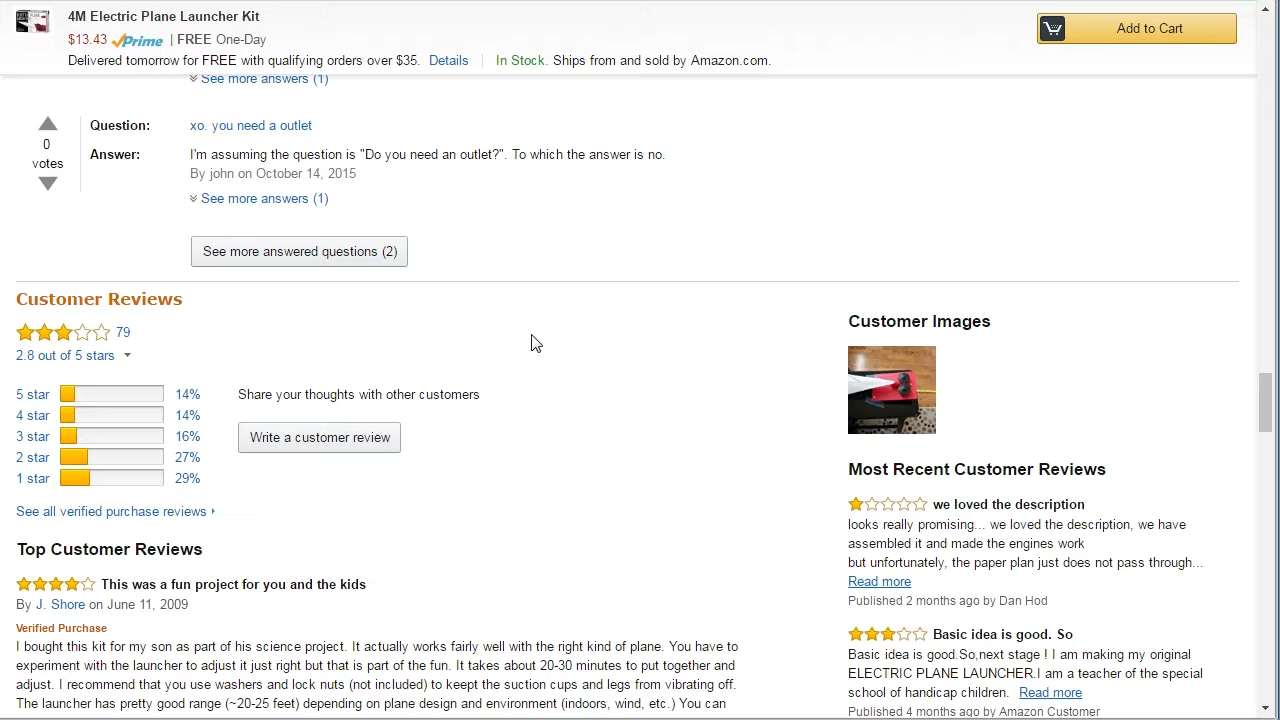 4M Electric Plane Launcher Kit
$13.43 Prime | FREE One-Day
Add to Cart
Delivered tomorrow for FREE with qualifying orders over $35. Details
In Stock. Ships from and sold by Amazon.com.
See more answers (1)
0
votes
Question: xo. you need a outlet
Answer: I'm assuming the question is "Do you need an outlet?". To which the answer is no.
By john on October 14, 2015
See more answers (1)
See more answered questions (2)
Customer Reviews
79
2.8 out of 5 stars
5 star 14%
4 star 14%
3 star 16%
2 star 27%
1 star 29%
Share your thoughts with other customers
Write a customer review
See all verified purchase reviews
Top Customer Reviews
This was a fun project for you and the kids
By J. Shore on June 11, 2009
Verified Purchase
I bought this kit for my son as part of his science project. It actually works fairly well with the right kind of plane. You have to
experiment with the launcher to adjust it just right but that is part of the fun. It takes about 20-30 minutes to put together and
adjust. I recommend that you use washers and lock nuts (not included) to keept the suction cups and legs from vibrating off.
The launcher has pretty good range (~20-25 feet) depending on plane design and environment (indoors, wind, etc.) You can
Customer Images
Most Recent Customer Reviews
we loved the description
looks really promising... we loved the description, we have
assembled it and made the engines work
but unfortunately, the paper plan just does not pass through...
Read more
Published 2 months ago by Dan Hod
Basic idea is good. So
Basic idea is good.So,next stage ! I am making my original
ELECTRIC PLANE LAUNCHER.I am a teacher of the special
school of handicap children. Read more
Published 4 months ago by Amazon Customer